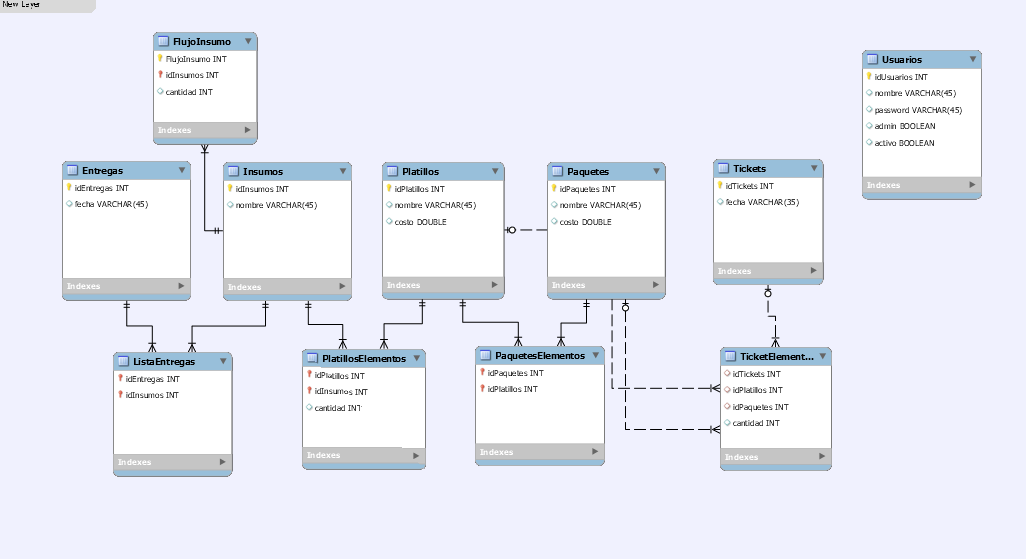 New Layer
FlujoInsumo
FlujoInsumo INT
idInsumos INT
cantidad INT
Indexes
Usuarios
idUsuarios INT
nombre VARCHAR(45)
password VARCHAR(45)
admin BOOLEAN
activo BOOLEAN
Indexes
Entregas
idEntregas INT
fecha VARCHAR(45)
Indexes
Insumos
idInsumos INT
nombre VARCHAR(45)
Indexes
Platillos
idPlatillos INT
nombre VARCHAR(45)
costo DOUBLE
Indexes
Paquetes
idPaquetes INT
nombre VARCHAR(45)
costo DOUBLE
Indexes
Tickets
idTickets INT
fecha VARCHAR(35)
Indexes
ListaEntregas
idEntregas INT
idInsumos INT
Indexes
PlatillosElementos
idPlatillos INT
idInsumos INT
cantidad INT
Indexes
PaquetesElementos
idPaquetes INT
idPlatillos INT
Indexes
TicketElement...
idTickets INT
idPlatillos INT
idPaquetes INT
cantidad INT
Indexes